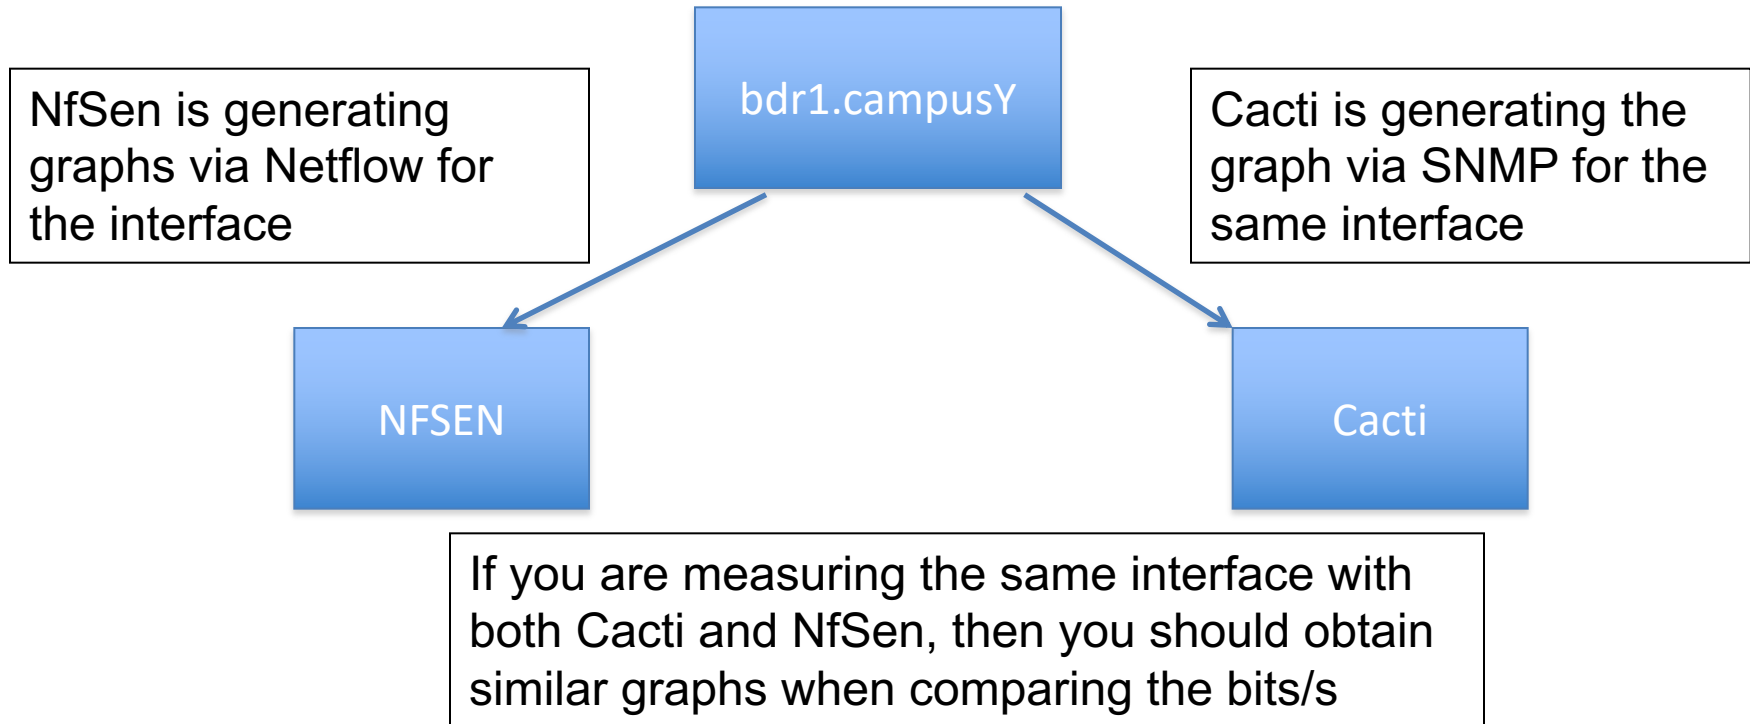 bdr1.campusY
NfSen is generating
graphs via Netflow for
the interface
Cacti is generating the
graph via SNMP for the
same interface
NFSEN
Cacti
If you are measuring the same interface with
both Cacti and NfSen, then you should obtain
similar graphs when comparing the bits/s